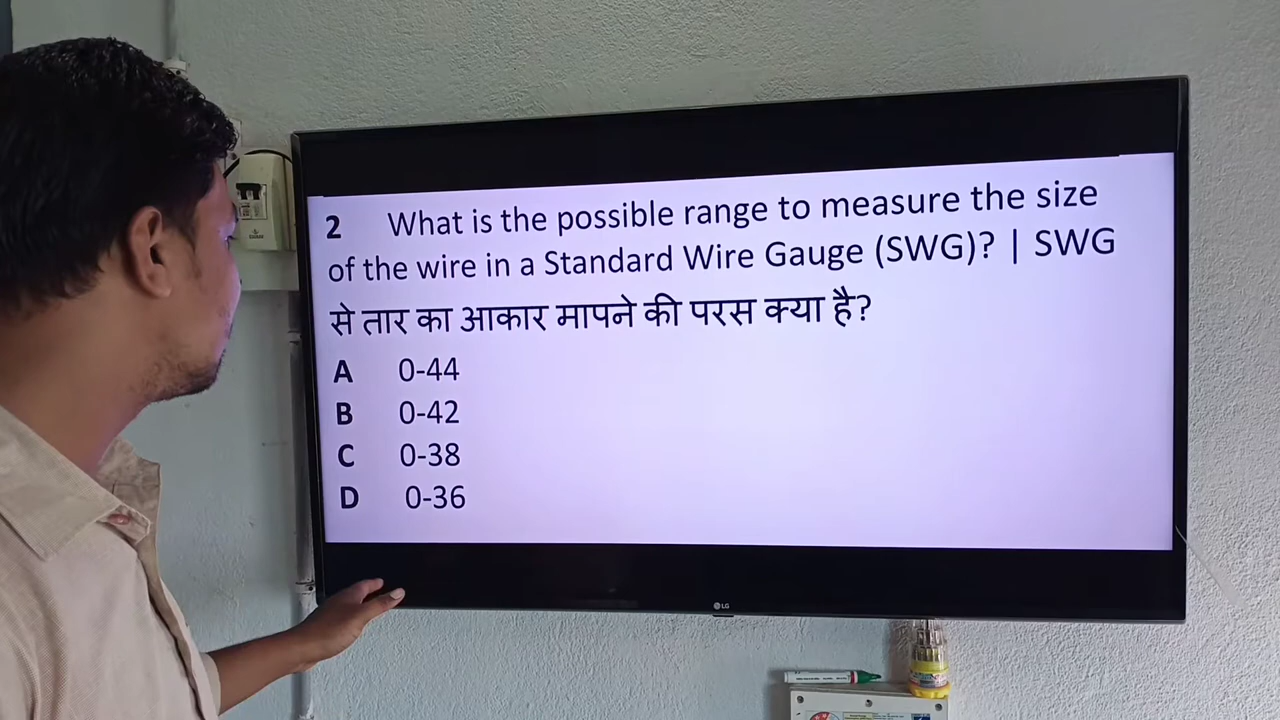 2 What is the possible range to measure the size
of the wire in a Standard Wire Gauge (SWG)? | SWG
से तार का आकार मापने की परस क्या है?
A 0-44
B 0-42
C 0-38
D 0-36
LG